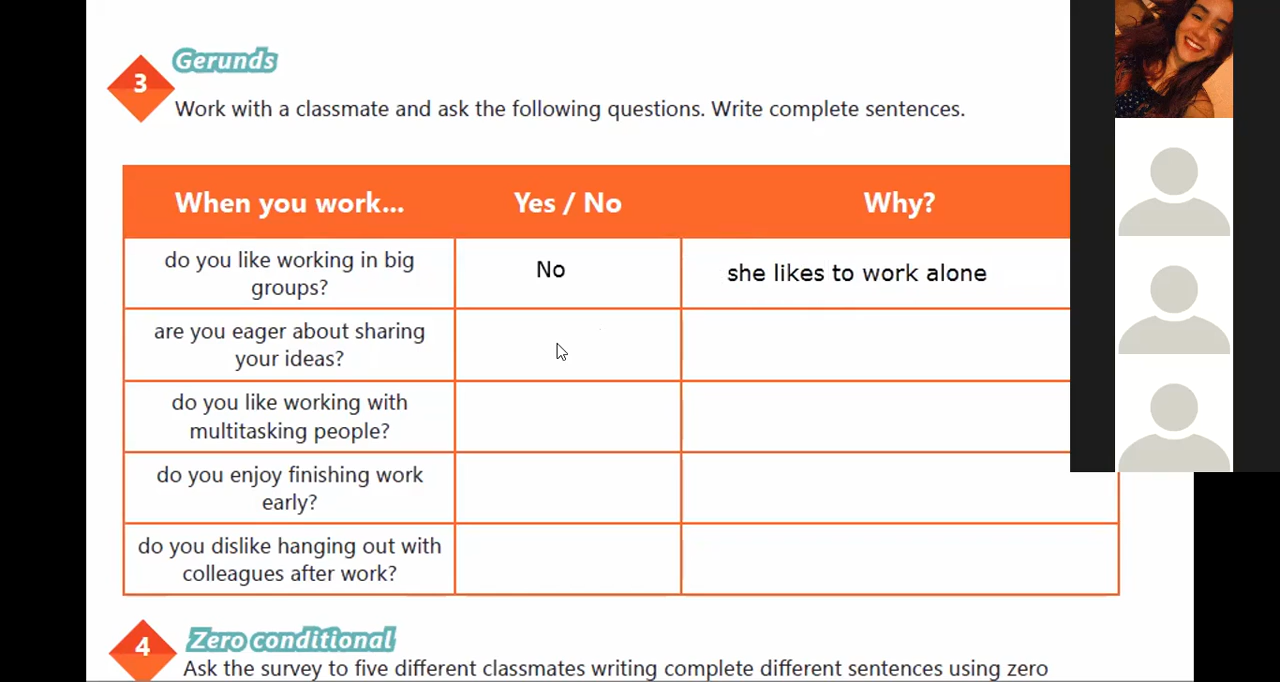 3
Gerunds
Work with a classmate and ask the following questions. Write complete sentences.
When you work... Yes / No Why?
do you like working in big
groups?
No
she likes to work alone
are you eager about sharing
your ideas?
do you like working with
multitasking people?
do you enjoy finishing work
early?
do you dislike hanging out with
colleagues after work?
4
Zero conditional
Ask the survey to five different classmates writing complete different sentences using zero